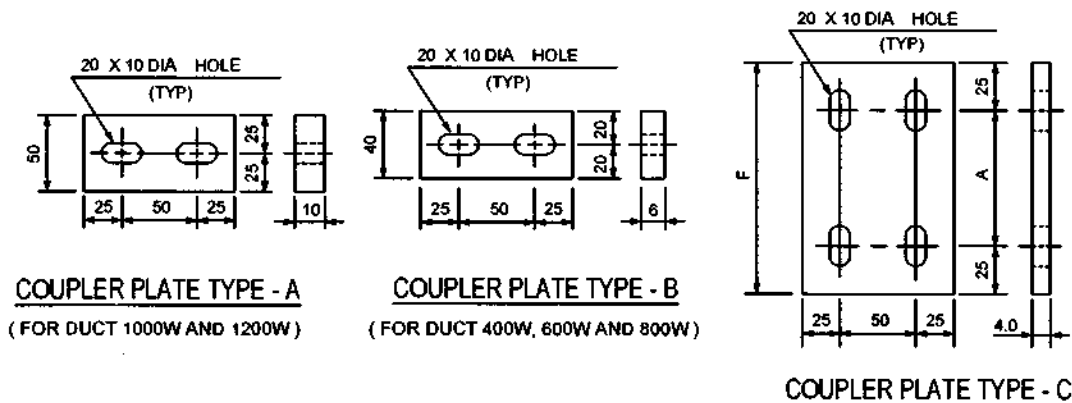 20 X 10 DIA HOLE
(TYP)
50
25
25
25
50
25
10
COUPLER PLATE TYPE - A
( FOR DUCT 1000W AND 1200W )
20 X 10 DIA HOLE
(TYP)
40
20
20
25
50
25
6
COUPLER PLATE TYPE - B
( FOR DUCT 400W, 600W AND 800W )
20 X 10 DIA HOLE
(TYP)
F
25
A
25
25
50
25
4.0
COUPLER PLATE TYPE - C